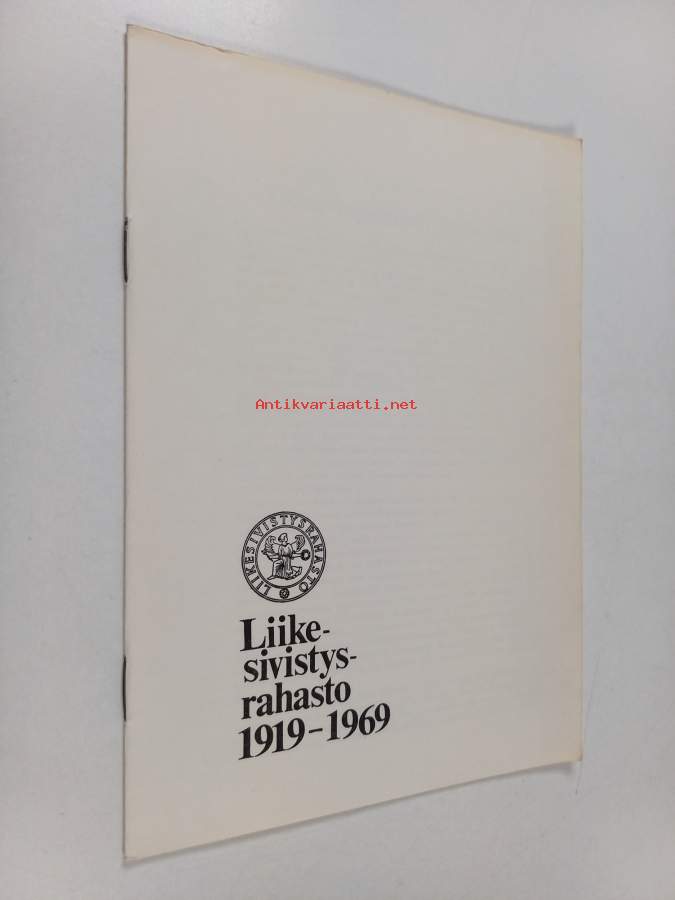 Antikvariaatti.net
LIIKESIVISTYSRAHASTO
Liike-
sivistys-
rahasto
1919–1969